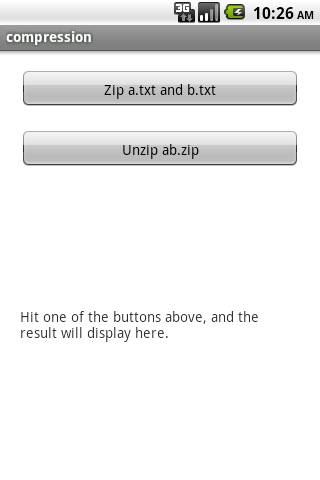 3G 10:26 AM
compression
Zip a.txt and b.txt
Unzip ab.zip
Hit one of the buttons above, and the
result will display here.